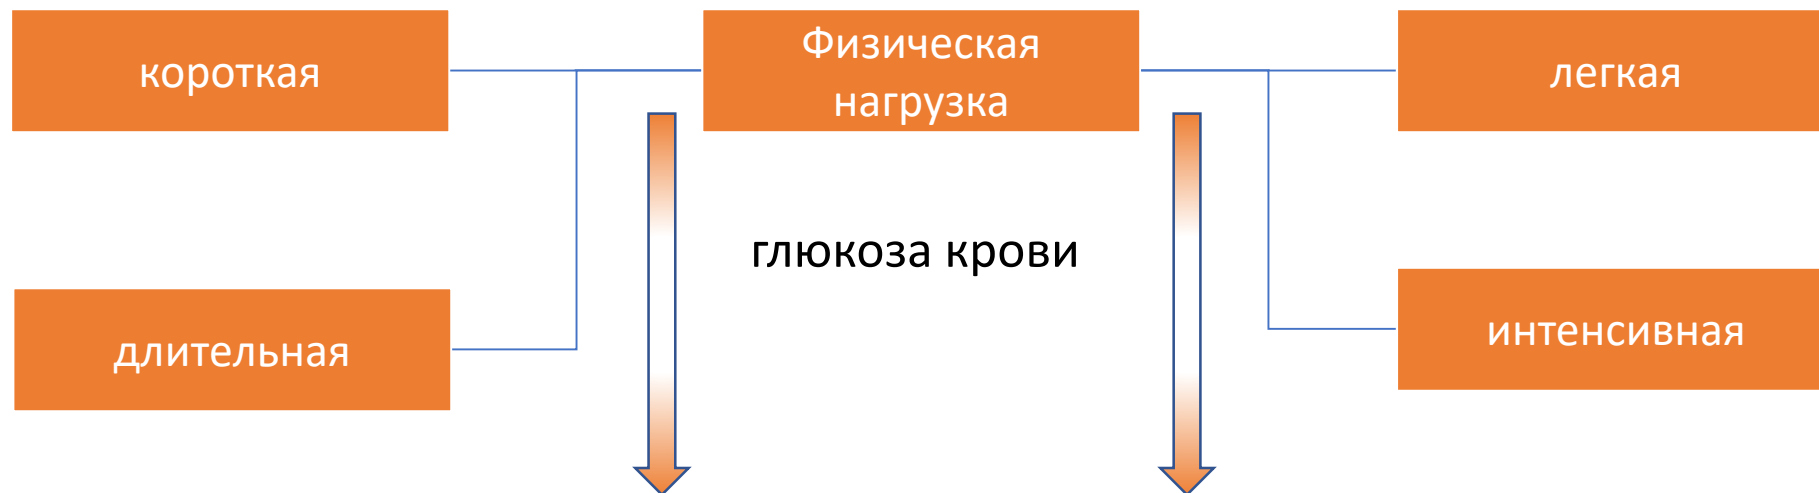 короткая
Физическая
нагрузка
легкая
глюкоза крови
длительная
интенсивная